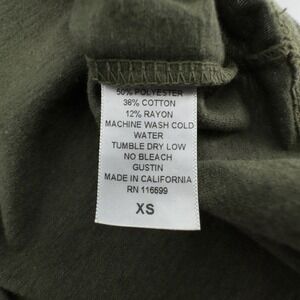 50% POLYESTER
38% COTTON
12% RAYON
MACHINE WASH COLD
WATER
TUMBLE DRY LOW
NO BLEACH
GUSTIN
MADE IN CALIFORNIA
RN 116699
XS